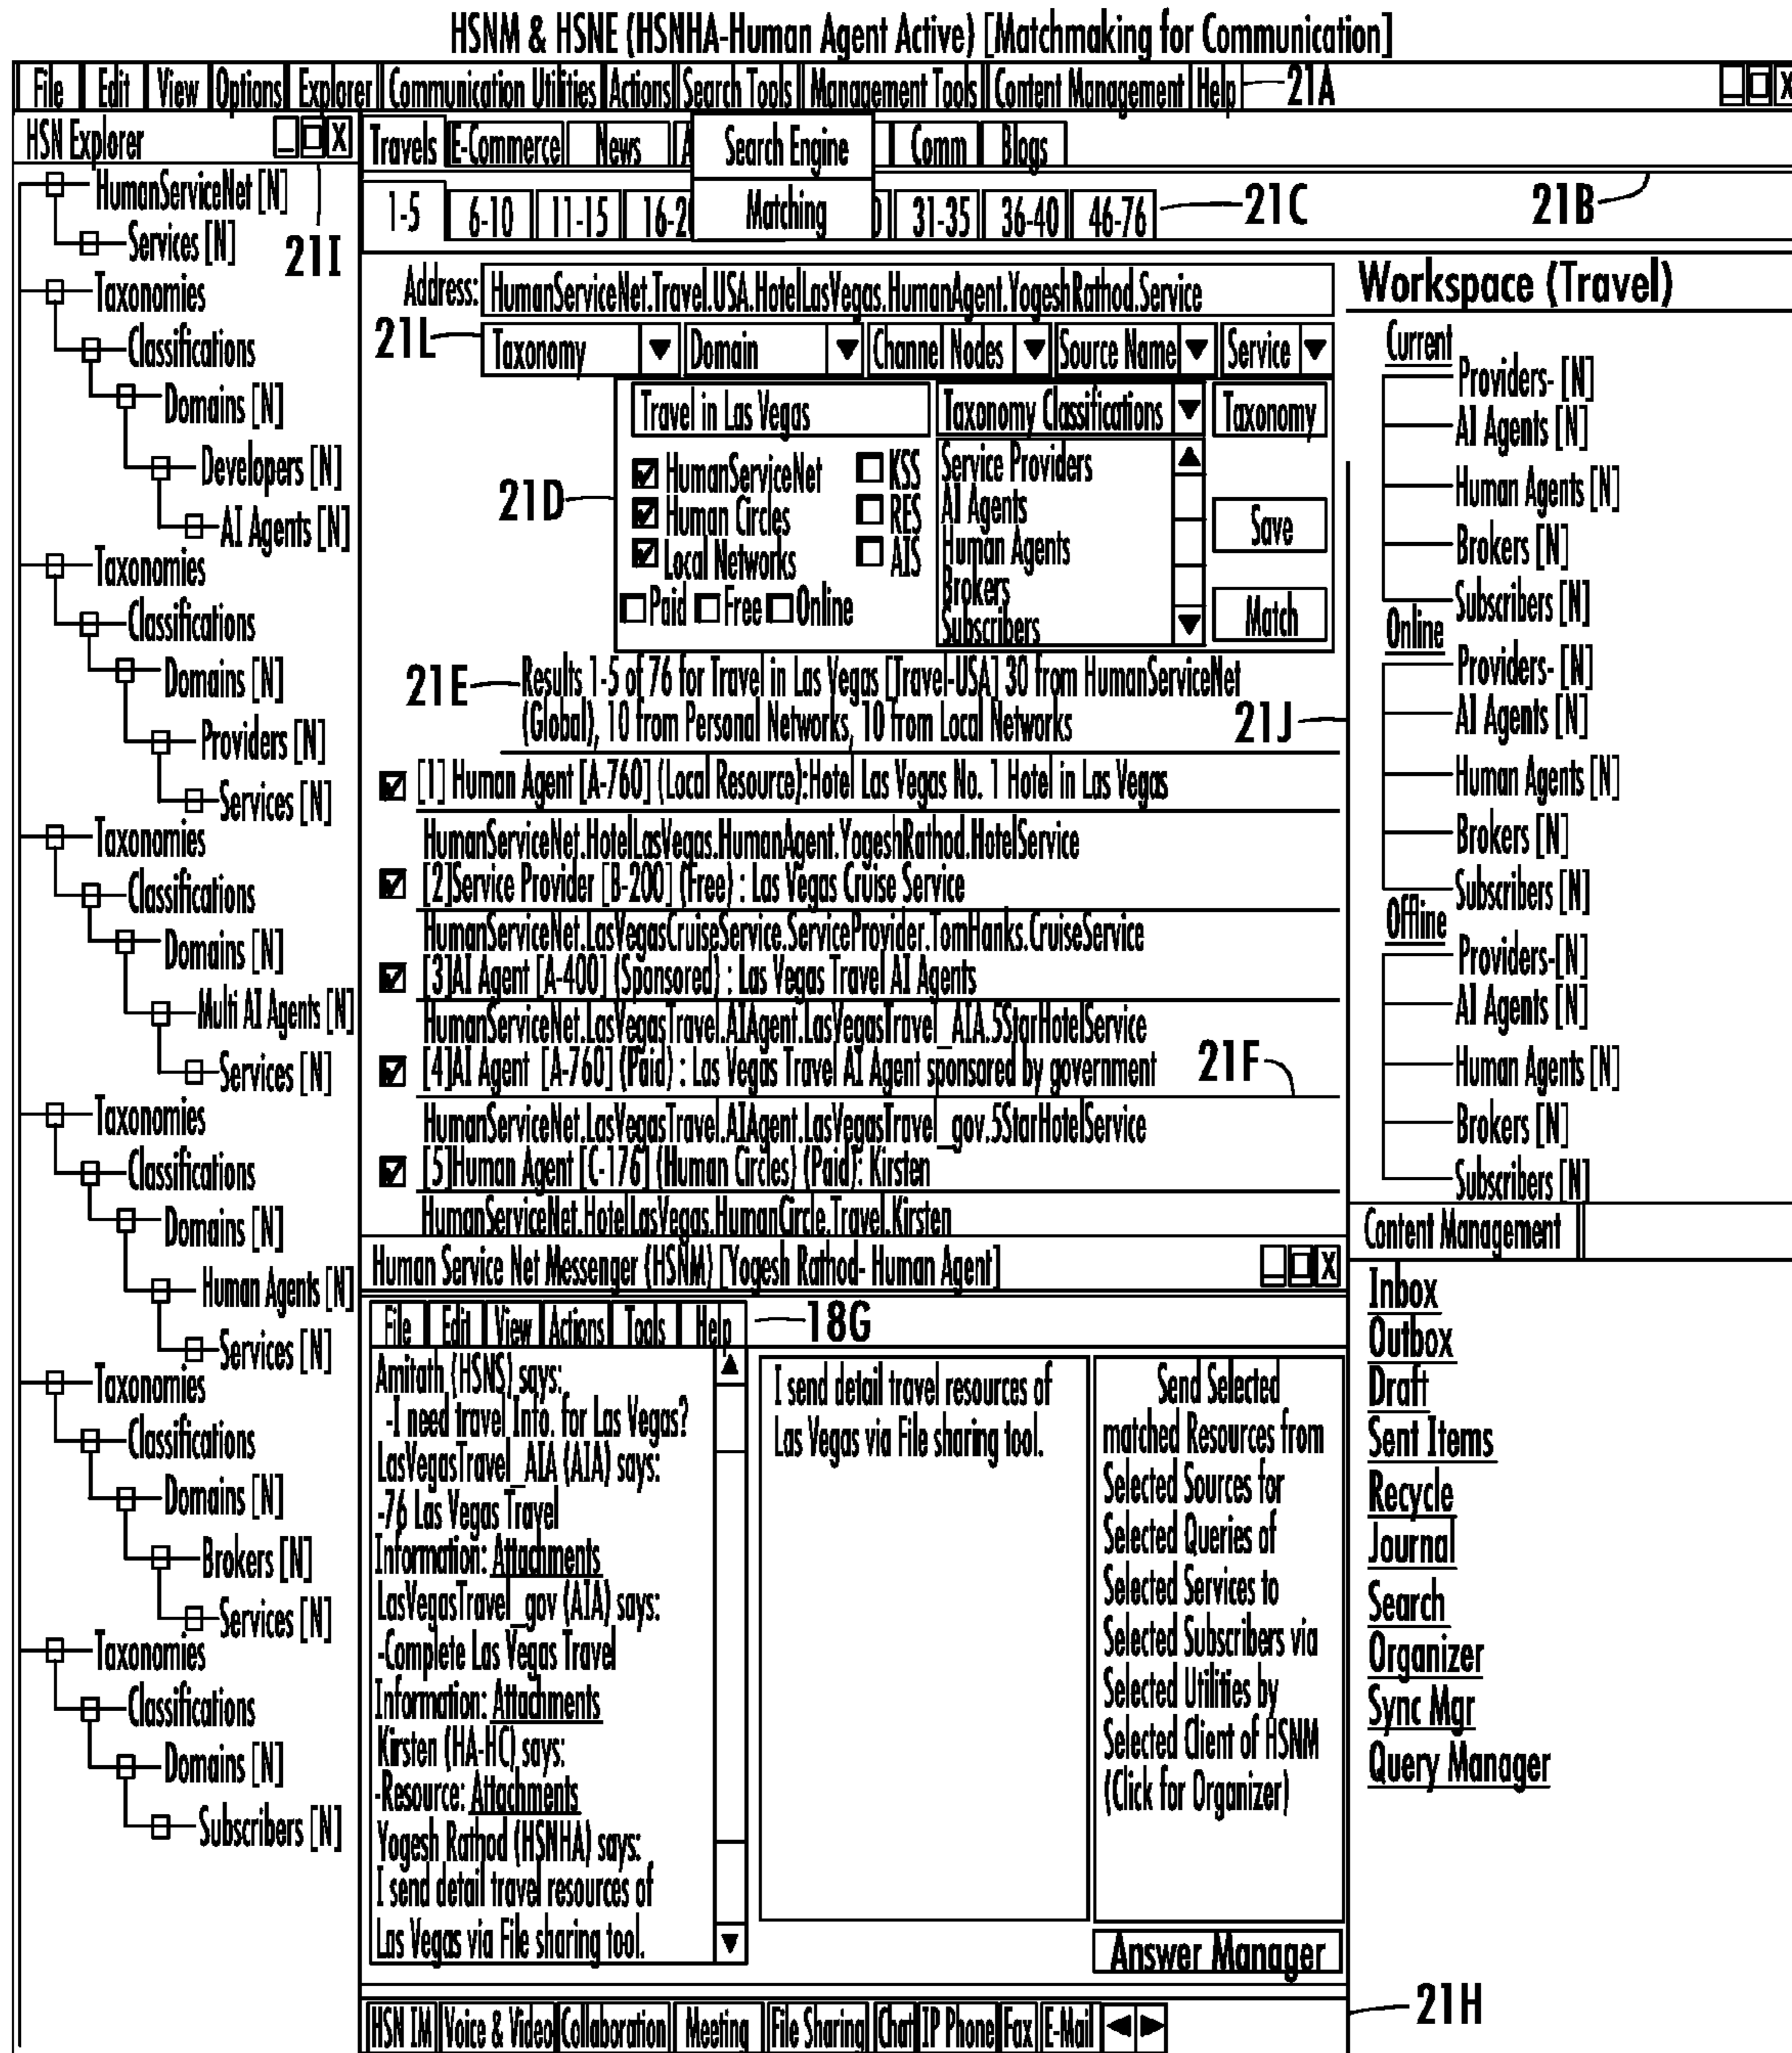 HSNM & HSNE (HSNHA-Human Agent Active) [Matchmaking for Communication]
File Edit View Options Explorer Communication Utilities Actions Search Tools Management Tools Content Management Help 21A
HSN Explorer
21I
HumanServiceNet [N]
Services [N]
Taxonomies
Classifications
Domains [N]
Developers [N]
AI Agents [N]
Taxonomies
Classifications
Domains [N]
Providers [N]
Services [N]
Taxonomies
Classifications
Domains [N]
Multi AI Agents [N]
Services [N]
Taxonomies
Classifications
Domains [N]
Human Agents [N]
Services [N]
Taxonomies
Classifications
Domains [N]
Brokers [N]
Services [N]
Taxonomies
Classifications
Domains [N]
Subscribers [N]
Travels E-Commerce News A Comm Blogs
Search Engine
Matching
21B
1-5 6-10 11-15 16-2 31-35 36-40 46-76 21C
Address: HumanServiceNet.Travel.USA.HotelLasVegas.HumanAgent.YogeshRathod.Service
21L Taxonomy Domain Channel Nodes Source Name Service
21D
Travel in Las Vegas Taxonomy Classifications Taxonomy
HumanServiceNet KSS
Human Circles RES
Local Networks AIS
Paid Free Online
Service Providers
AI Agents
Human Agents
Brokers
Subscribers
Save
Match
21E Results 1-5 of 76 for Travel in Las Vegas [Travel-USA] 30 from HumanServiceNet
(Global), 10 from Personal Networks, 10 from Local Networks
21J
[1] Human Agent [A-760] (Local Resource):Hotel Las Vegas No. 1 Hotel in Las Vegas
HumanServiceNet.HotelLasVegas.HumanAgent.YogeshRathod.HotelService
[2]Service Provider [B-200] (Free) : Las Vegas Cruise Service
HumanServiceNet.LasVegasCruiseService.ServiceProvider.TomHanks.CruiseService
[3]AI Agent [A-400] (Sponsored) : Las Vegas Travel AI Agents
HumanServiceNet.LasVegasTravel.AIAgent.LasVegasTravel_AIA.5StarHotelService
[4]AI Agent [A-760] (Paid) : Las Vegas Travel AI Agent sponsored by government
21F
HumanServiceNet.LasVegasTravel.AIAgent.LasVegasTravel_gov.5StarHotelService
[5]Human Agent [C-176] (Human Circles) (Paid): Kirsten
HumanServiceNet.HotelLasVegas.HumanCircle.Travel.Kirsten
Human Service Net Messenger (HSNM) [Yogesh Rathod- Human Agent]
File Edit View Actions Tools Help 18G
Amitath (HSNS) says:
-I need travel Info. for Las Vegas?
LasVegasTravel_AIA (AIA) says:
-76 Las Vegas Travel
Information: Attachments
LasVegasTravel_gov (AIA) says:
-Complete Las Vegas Travel
Information: Attachments
Kirsten (HA-HC) says:
-Resource: Attachments
Yogesh Rathod (HSNHA) says:
I send detail travel resources of
Las Vegas via File sharing tool.
I send detail travel resources of
Las Vegas via File sharing tool.
Send Selected
matched Resources from
Selected Sources for
Selected Queries of
Selected Services to
Selected Subscribers via
Selected Utilities by
Selected Client of HSNM
(Click for Organizer)
Answer Manager
HSN IM Voice & Video Collaboration Meeting File Sharing Chat IP Phone Fax E-Mail
21H
Workspace (Travel)
Current
Providers- [N]
AI Agents [N]
Human Agents [N]
Brokers [N]
Subscribers [N]
Online
Providers- [N]
AI Agents [N]
Human Agents [N]
Brokers [N]
Subscribers [N]
Offline
Providers-[N]
AI Agents [N]
Human Agents [N]
Brokers [N]
Subscribers [N]
Content Management
Inbox
Outbox
Draft
Sent Items
Recycle
Journal
Search
Organizer
Sync Mgr
Query Manager